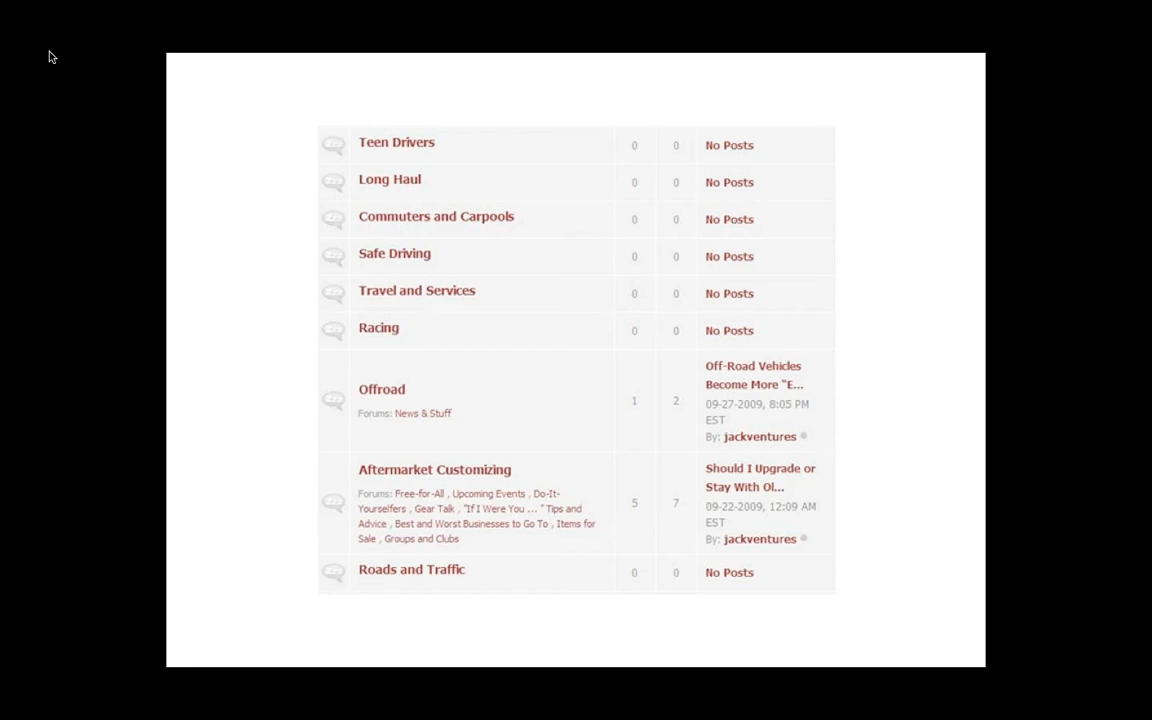 Teen Drivers 0 0 No Posts
Long Haul 0 0 No Posts
Commuters and Carpools 0 0 No Posts
Safe Driving 0 0 No Posts
Travel and Services 0 0 No Posts
Racing 0 0 No Posts
Offroad
Forums: News & Stuff
1 2
Off-Road Vehicles
Become More "E...
09-27-2009, 8:05 PM
EST
By: jackventures
Aftermarket Customizing
Forums: Free-for-All , Upcoming Events , Do-It-
Yourselfers , Gear Talk , "If I Were You ... " Tips and
Advice , Best and Worst Businesses to Go To , Items for
Sale , Groups and Clubs
5 7
Should I Upgrade or
Stay With Ol...
09-22-2009, 12:09 AM
EST
By: jackventures
Roads and Traffic 0 0 No Posts